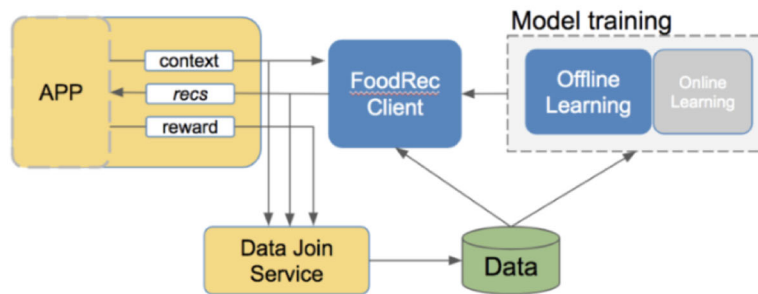 Model training
context
APP
recs
reward
FoodRec
Client
Offline
Learning
Online
Learning
Data Join
Service
Data